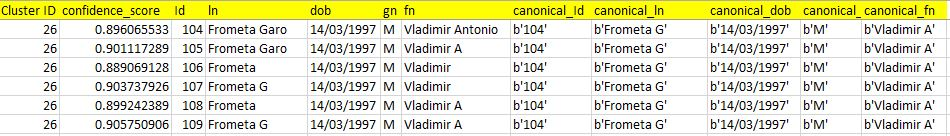 Cluster ID confidence_score Id ln dob gn fn canonical_Id canonical_ln canonical_dob canonical_ canonical_fn
26 0.896065533 104 Frometa Garo 14/03/1997 M Vladimir Antonio b'104' b'Frometa G' b'14/03/1997' b'M' b'Vladimir A'
26 0.901117289 105 Frometa Garo 14/03/1997 M Vladimir A b'104' b'Frometa G' b'14/03/1997' b'M' b'Vladimir A'
26 0.889069128 106 Frometa 14/03/1997 M Vladimir b'104' b'Frometa G' b'14/03/1997' b'M' b'Vladimir A'
26 0.903737926 107 Frometa G 14/03/1997 M Vladimir b'104' b'Frometa G' b'14/03/1997' b'M' b'Vladimir A'
26 0.899242389 108 Frometa 14/03/1997 M Vladimir A b'104' b'Frometa G' b'14/03/1997' b'M' b'Vladimir A'
26 0.905750906 109 Frometa G 14/03/1997 M Vladimir A b'104' b'Frometa G' b'14/03/1997' b'M' b'Vladimir A'